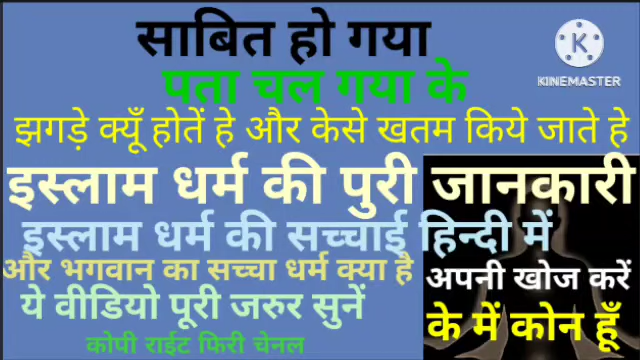 साबित हो गया
KINEMASTER
पता चल गया के
झगड़े क्यूँ होतें हे और केसे खतम किये जाते हे
इस्लाम धर्म की पुरी जानकारी
इस्लाम धर्म की सच्चाई हिन्दी में
और भगवान का सच्चा धर्म क्या है
अपनी खोज करें
ये वीडियो पूरी जरुर सुनें
के में कोन हूँ
कोपी राईट फिरी चेनल